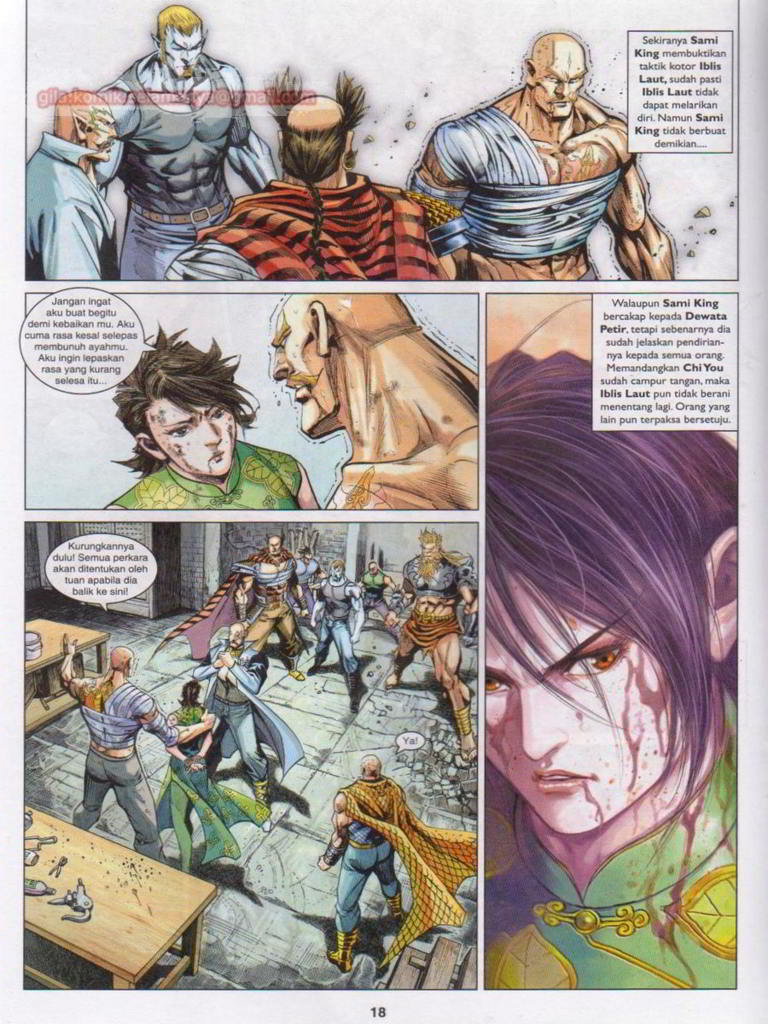 Sekiranya Sami
King membuktikan
taktik kotor Iblis
Laut, sudah pasti
Iblis Laut tidak
dapat melarikan
diri. Namun Sami
King tidak berbuat
demikian....
Jangan ingat
aku buat begitu
demi kebaikan mu. Aku
cuma rasa kesal selepas
membunuh ayahmu.
Aku ingin lepaskan
rasa yang kurang
selesa itu...
Walaupun Sami King
bercakap kepada Dewata
Petir, tetapi sebenarnya dia
sudah jelaskan pendirian-
nya kepada semua orang.
Memandangkan Chi You
sudah campur tangan, maka
Iblis Laut pun tidak berani
menentang lagi. Orang yang
lain pun terpaksa bersetuju.
Kurungkannya
dulu! Semua perkara
akan ditentukan oleh
tuan apabila dia
balik ke sini!
Ya!
18